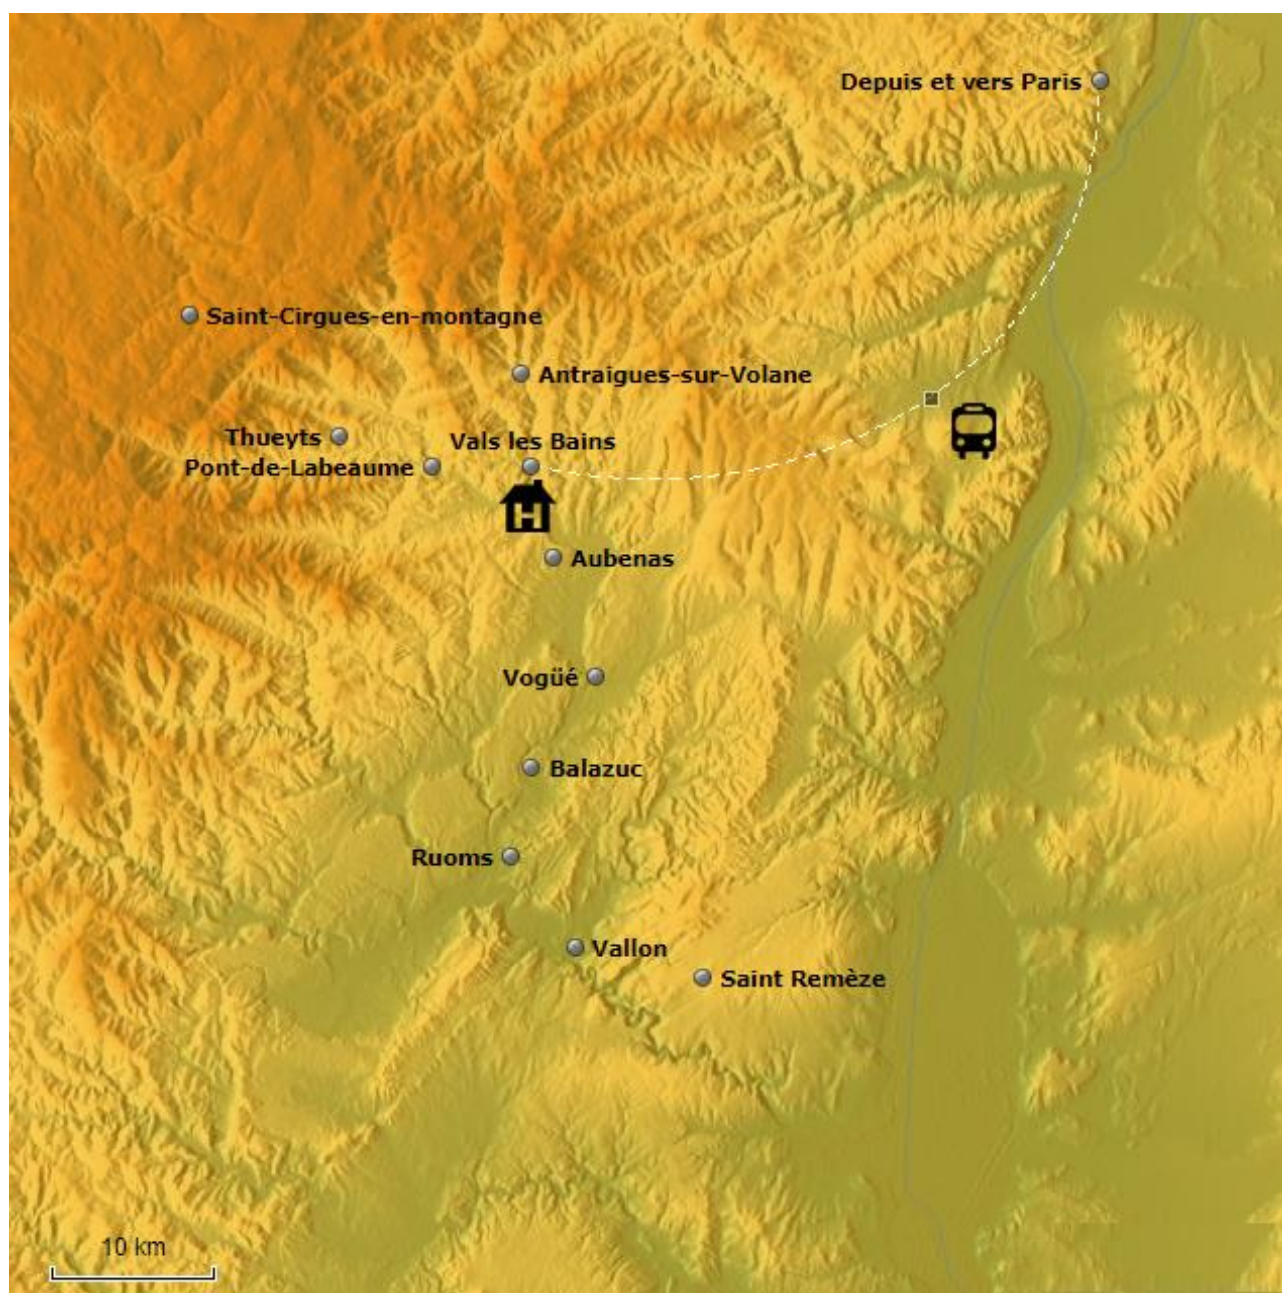 Depuis et vers Paris
Saint-Cirgues-en-montagne
Antraigues-sur-Volane
Thueyts
Vals les Bains
Pont-de-Labeaume
H
Aubenas
Vogüé
Balazuc
Ruoms
Vallon
Saint Remèze
10 km